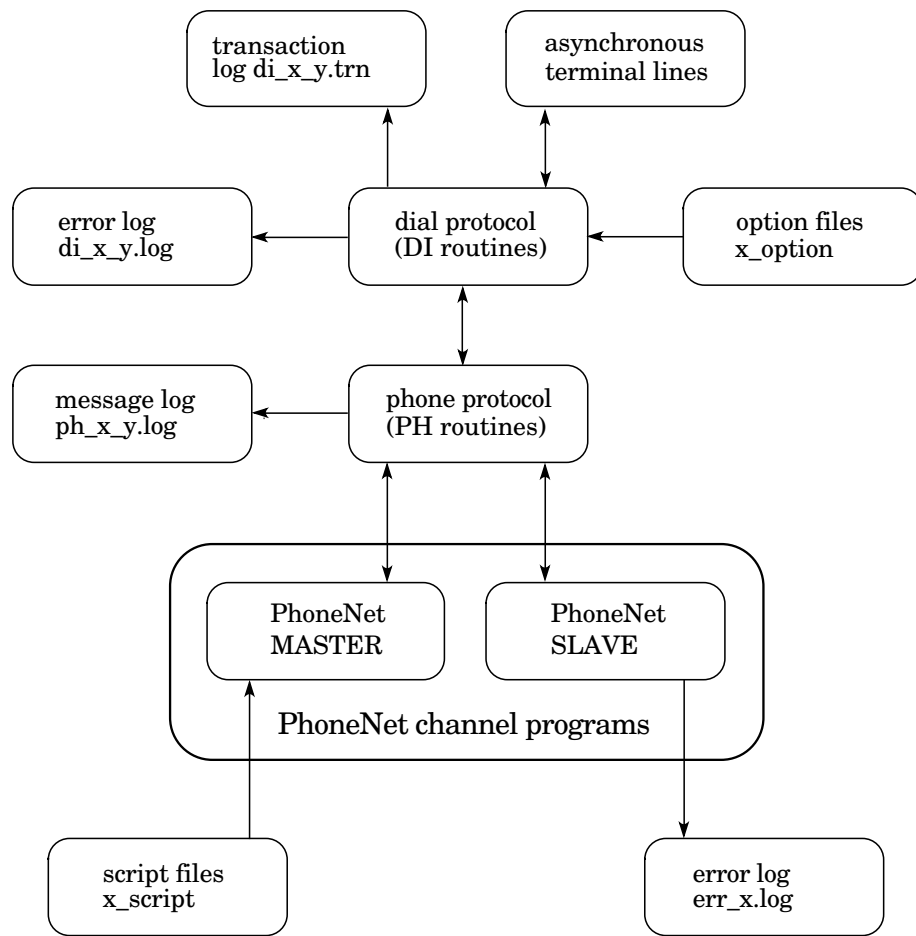 transaction
log di_x_y.trn
asynchronous
terminal lines
error log
di_x_y.log
dial protocol
(DI routines)
option files
x_option
message log
ph_x_y.log
phone protocol
(PH routines)
PhoneNet
MASTER
PhoneNet
SLAVE
PhoneNet channel programs
script files
x_script
error log
err_x.log